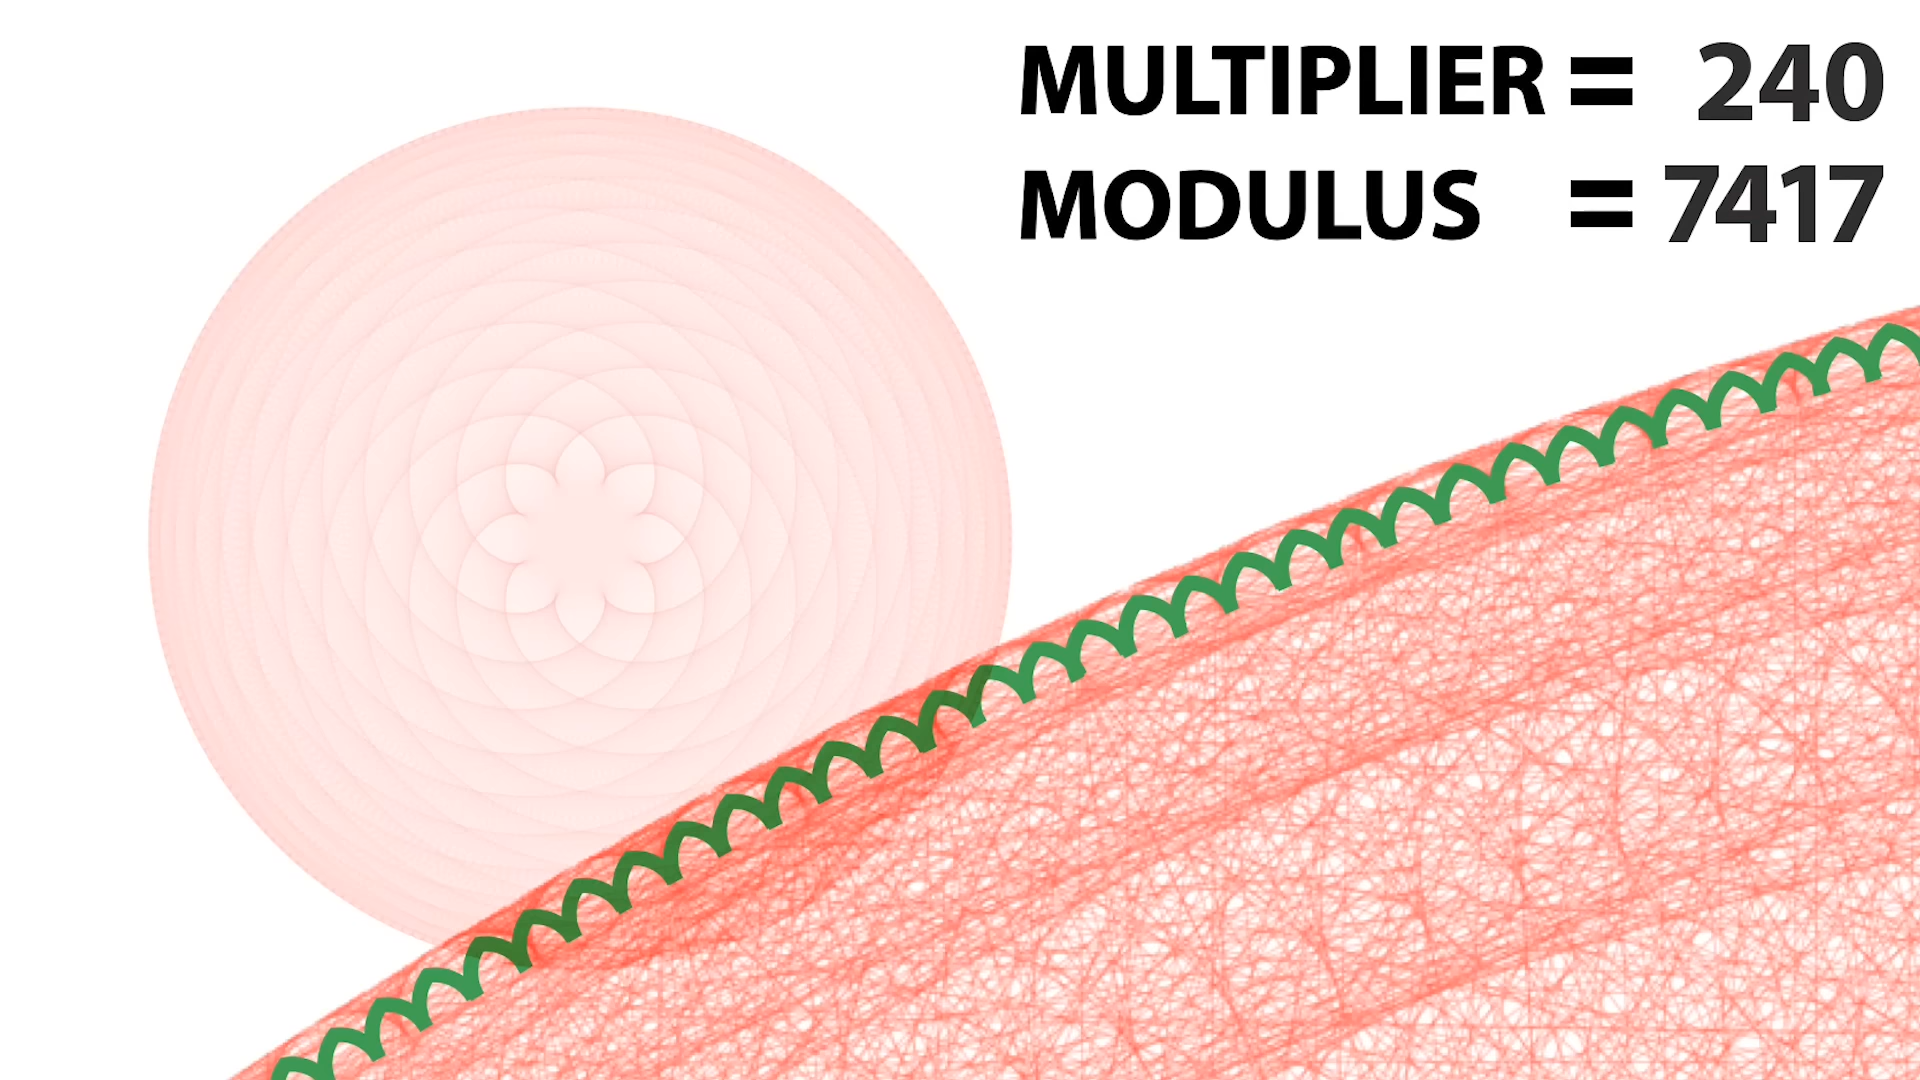 MULTIPLIER = 240
MODULUS = 7417